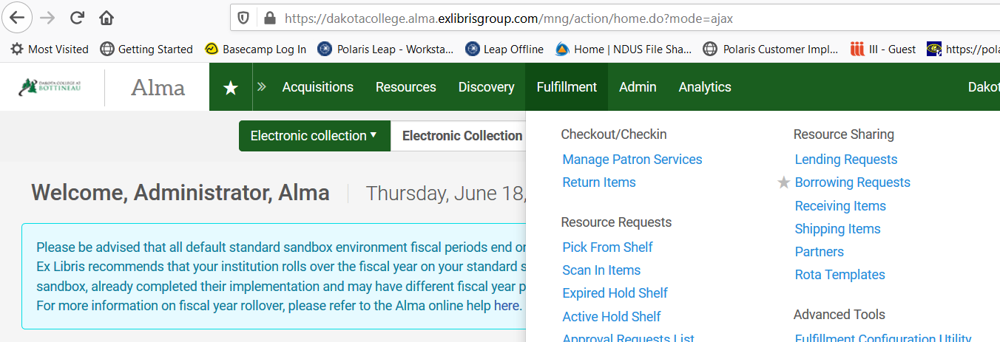 https://dakotacollege.alma.exlibrisgroup.com/mng/action/home.do?mode=ajax
Most Visited Getting Started Basecamp Log In Polaris Leap - Worksta... Leap Offline Home | NDUS File Sha... Polaris Customer Impl... III - Guest https://pola
DAKOTA COLLEGE AT
BOTTINEAU
Alma
Acquisitions Resources Discovery Fulfillment Admin Analytics Dakot
Electronic collection Electronic Collection
Welcome, Administrator, Alma Thursday, June 18,
Please be advised that all default standard sandbox environment fiscal periods end on
Ex Libris recommends that your institution rolls over the fiscal year on your standard s
sandbox, already completed their implementation and may have different fiscal year p
For more information on fiscal year rollover, please refer to the Alma online help here.
Checkout/Checkin
Manage Patron Services
Return Items
Resource Requests
Pick From Shelf
Scan In Items
Expired Hold Shelf
Active Hold Shelf
Approval Requests List
Resource Sharing
Lending Requests
Borrowing Requests
Receiving Items
Shipping Items
Partners
Rota Templates
Advanced Tools
Fulfillment Configuration Utility